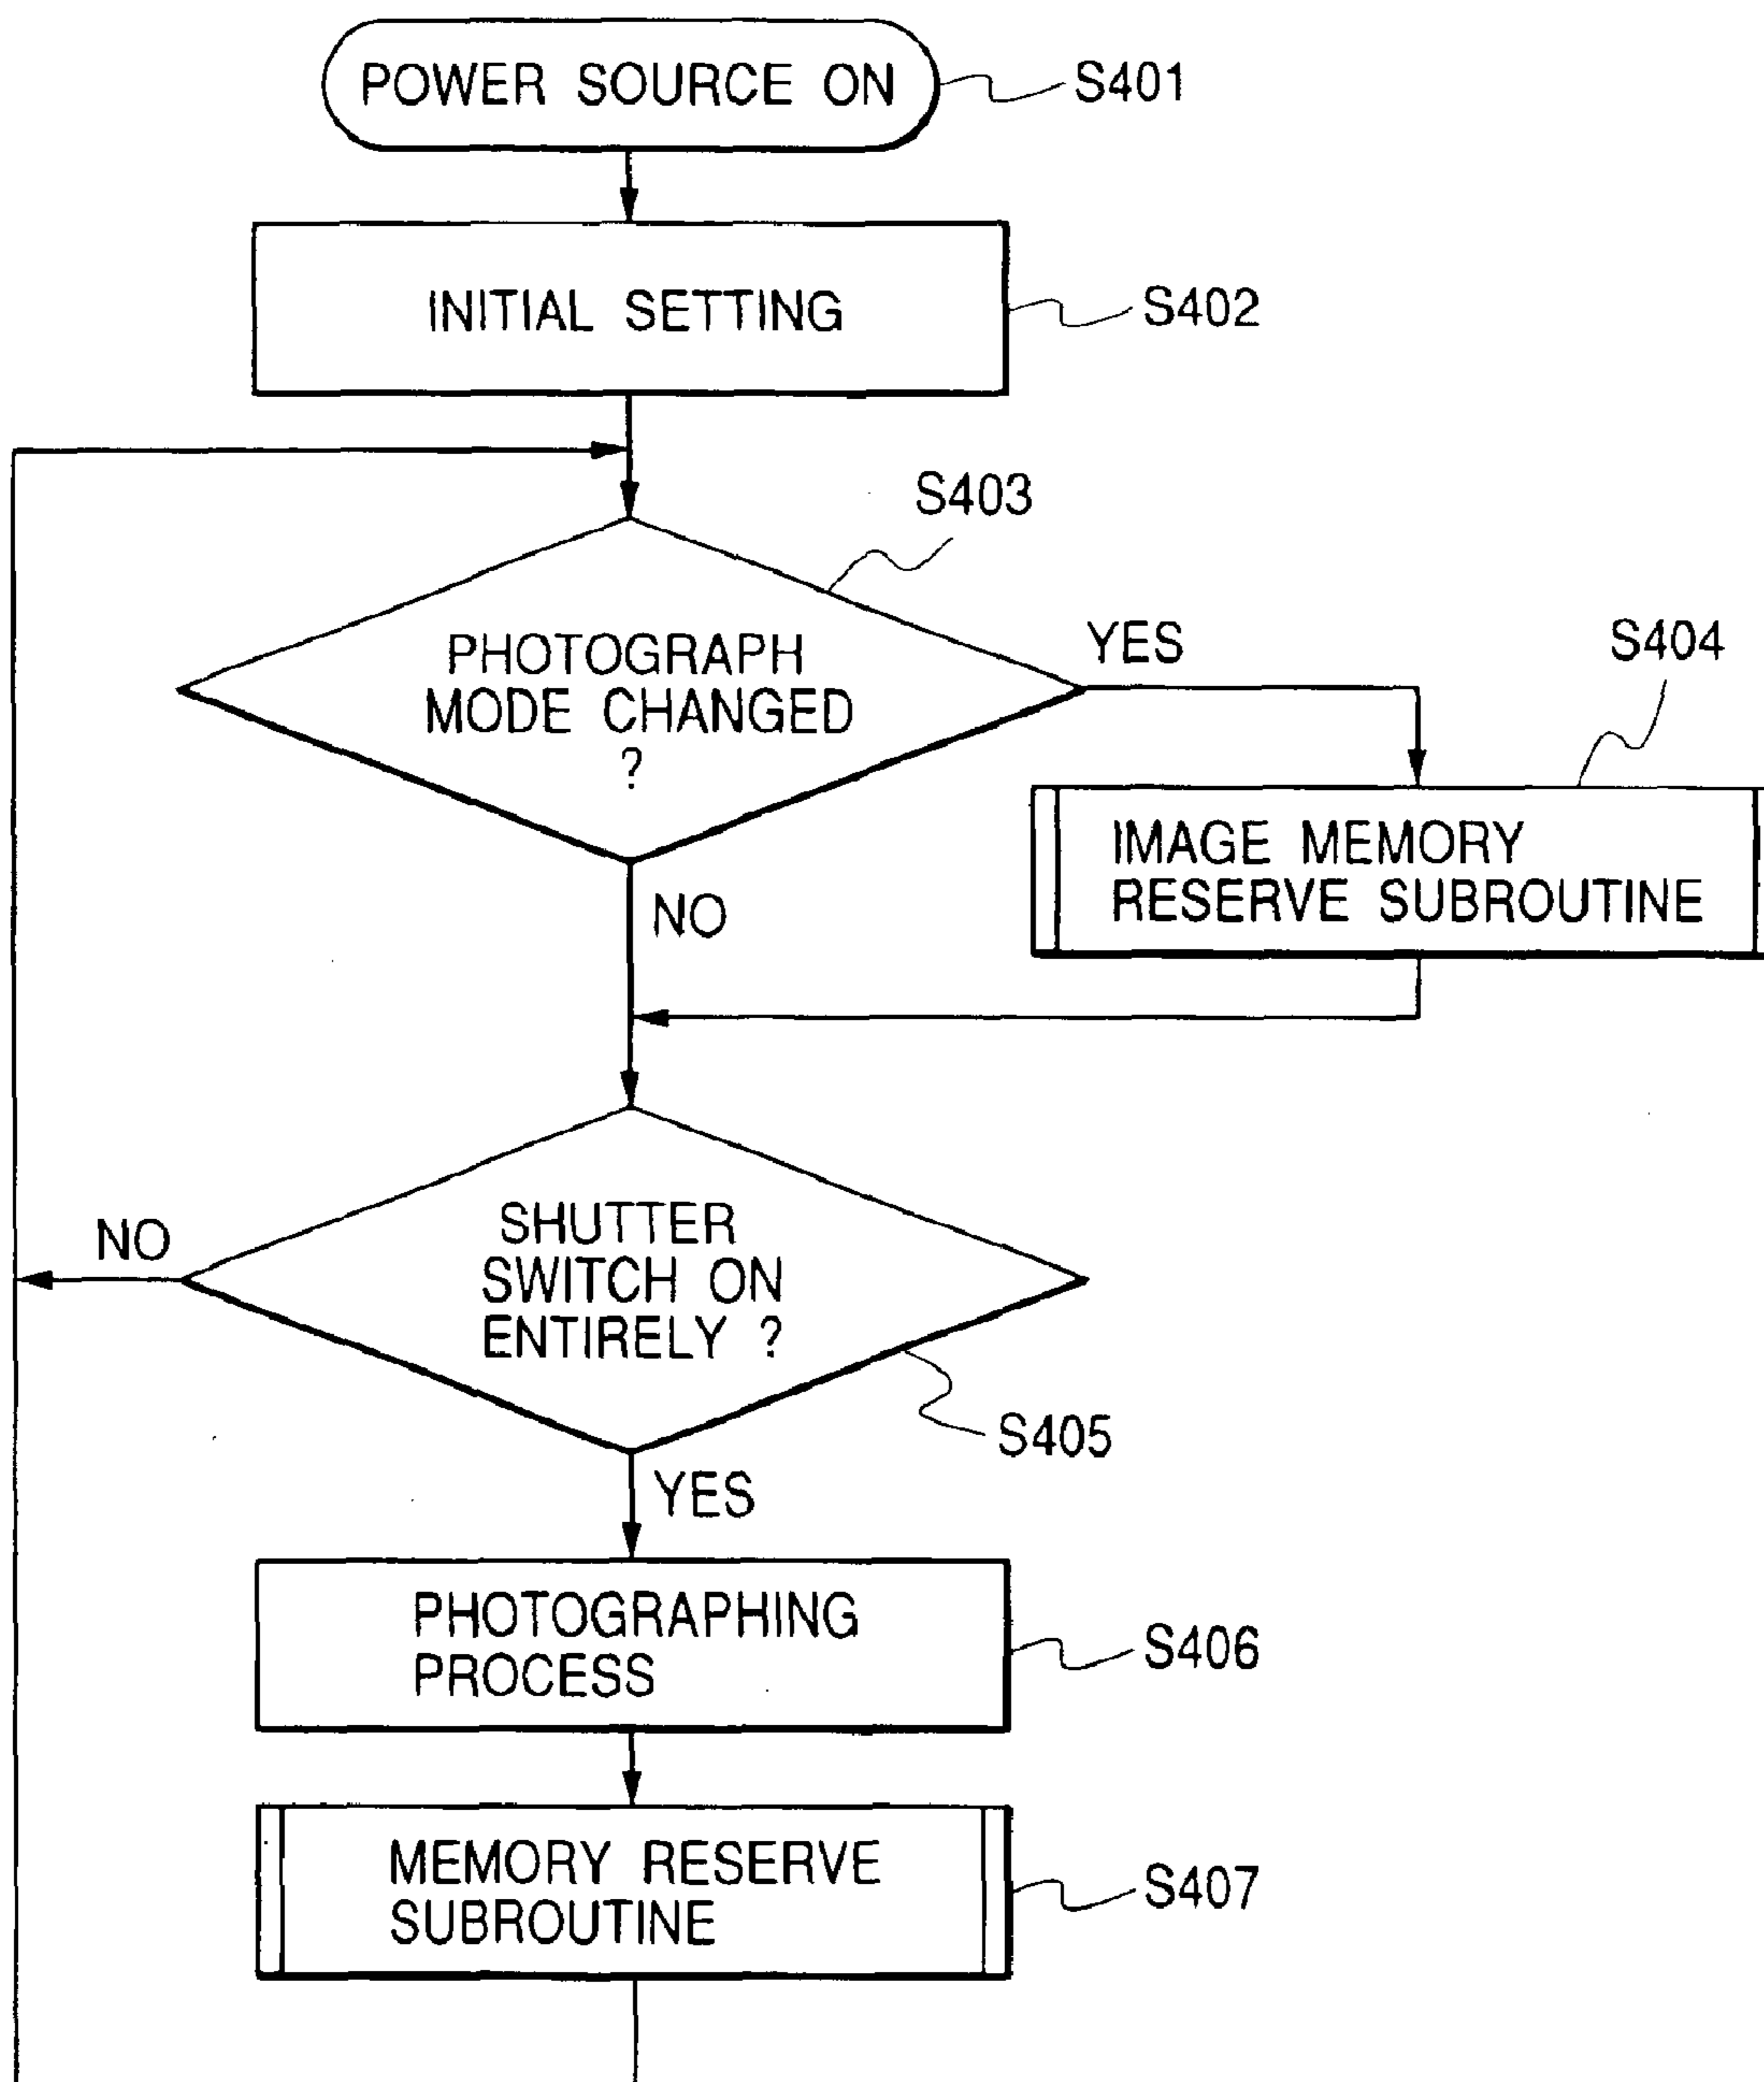 POWER SOURCE ON
S401
INITIAL SETTING
S402
S403
PHOTOGRAPH
MODE CHANGED
?
YES
S404
IMAGE MEMORY
RESERVE SUBROUTINE
NO
SHUTTER
SWITCH ON
ENTIRELY ?
NO
S405
YES
PHOTOGRAPHING
PROCESS
S406
MEMORY RESERVE
SUBROUTINE
S407